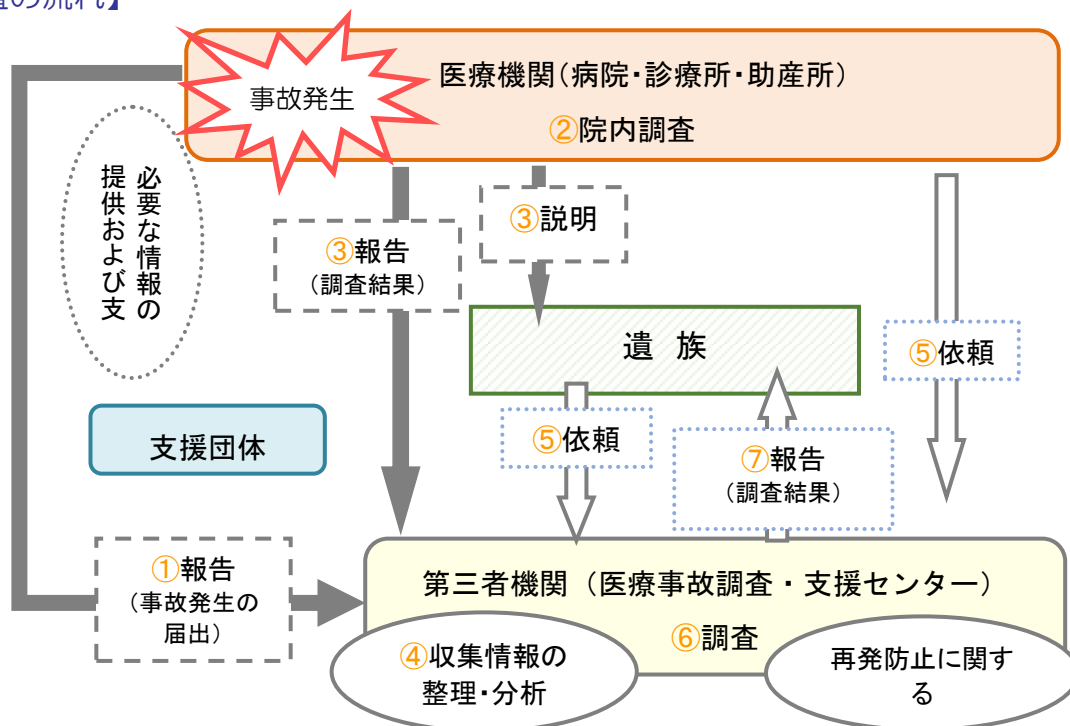 の流れ】
医療機関(病院・診療所・助産所)
事故発生
②院内調査
必要な情報の
提供および支
③報告
(調査結果)
③説明
遺 族
⑤依頼
⑤依頼
⑦報告
(調査結果)
支援団体
①報告
(事故発生の
届出)
第三者機関(医療事故調査・支援センター)
⑥調査
④収集情報の
整理・分析
再発防止に関す
る